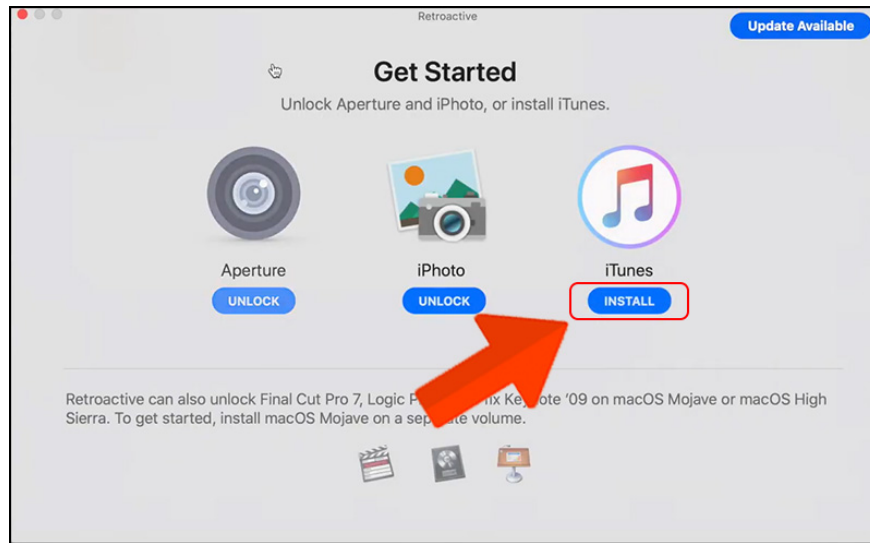 Retroactive
Update Available
Get Started
Unlock Aperture and iPhoto, or install iTunes.
Aperture
iPhoto
iTunes
UNLOCK
UNLOCK
INSTALL
Retroactive can also unlock Final Cut Pro 7, Logic P fix Keynote '09 on macOS Mojave or macOS High
Sierra. To get started, install macOS Mojave on a separate volume.